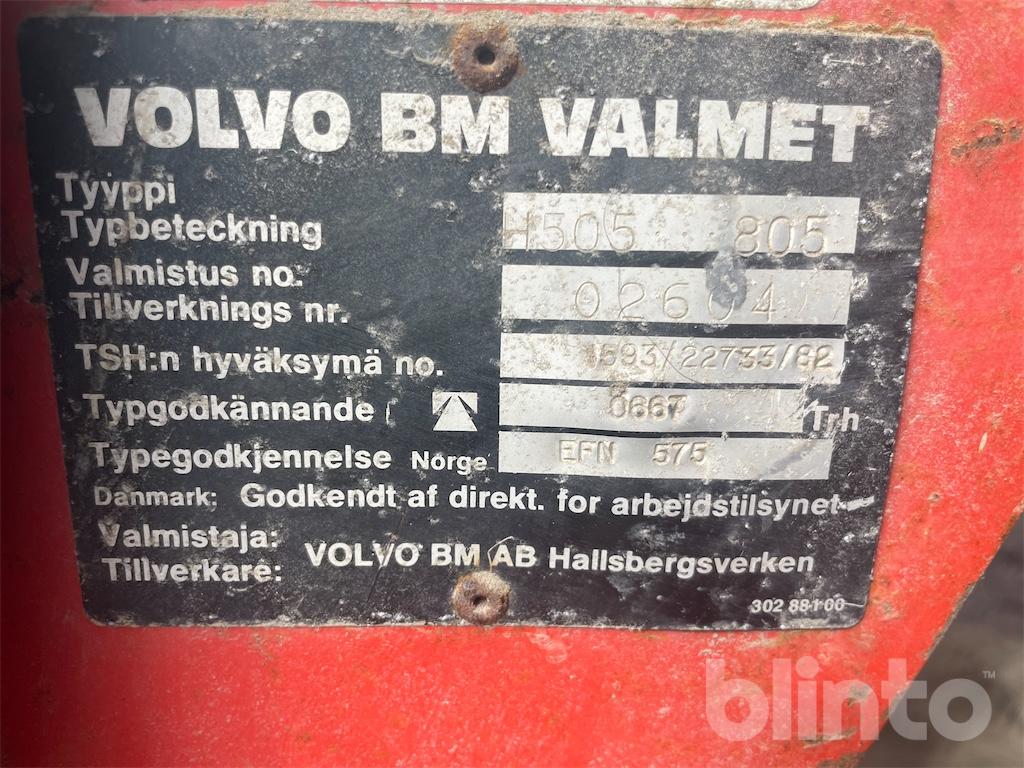 VOLVO BM VALMET
Tyyppi
Typbeteckning H505 805
Valmistus no.
Tillverknings nr. 02604
TSH:n hyväksymä no. 1593/22733/82
Typgodkännande 0667 Trh
Typegodkjennelse Norge EFN 575
Danmark: Godkendt af direkt. for arbejdstilsynet
Valmistaja:
Tillverkare: VOLVO BM AB Hallsbergsverken
302 881 00
blinto™